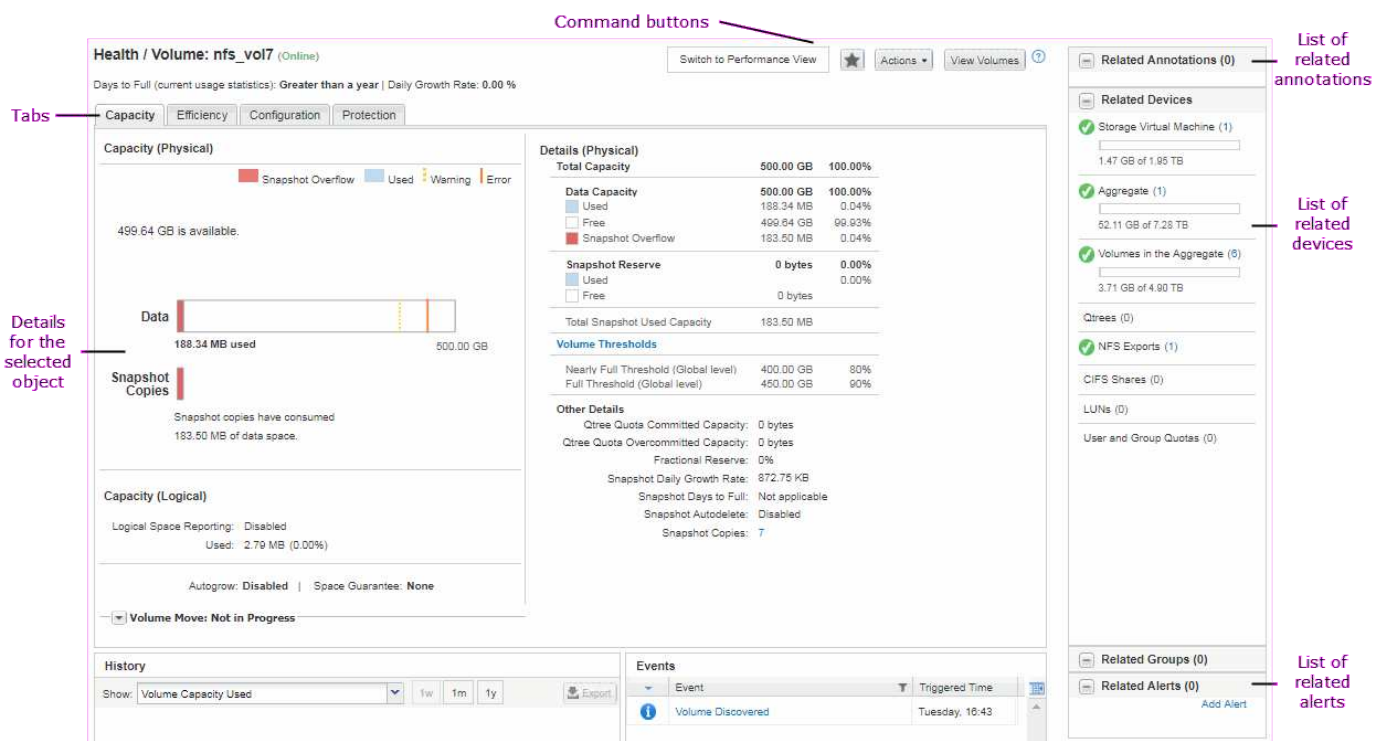 Command buttons
Health / Volume: nfs_vol7 (Online)
Switch to Performance View
Actions
View Volumes
?
Days to Full (current usage statistics): Greater than a year | Daily Growth Rate: 0.00 %
Tabs
Capacity Efficiency Configuration Protection
Capacity (Physical)
Snapshot Overflow Used Warning Error
499.64 GB is available.
Details for the selected object
Data
188.34 MB used 500.00 GB
Snapshot
Copies
Snapshot copies have consumed
183.50 MB of data space.
Capacity (Logical)
Logical Space Reporting: Disabled
Used: 2.79 MB (0.00%)
Autogrow: Disabled | Space Guarantee: None
Volume Move: Not in Progress
Details (Physical)
Total Capacity 500.00 GB 100.00%
Data Capacity 500.00 GB 100.00%
Used 188.34 MB 0.04%
Free 499.64 GB 99.93%
Snapshot Overflow 183.50 MB 0.04%
Snapshot Reserve 0 bytes 0.00%
Used 0.00%
Free 0 bytes
Total Snapshot Used Capacity 183.50 MB
Volume Thresholds
Nearly Full Threshold (Global level) 400.00 GB 80%
Full Threshold (Global level) 450.00 GB 90%
Other Details
Qtree Quota Committed Capacity: 0 bytes
Qtree Quota Overcommitted Capacity: 0 bytes
Fractional Reserve: 0%
Snapshot Daily Growth Rate: 872.75 KB
Snapshot Days to Full: Not applicable
Snapshot Autodelete: Disabled
Snapshot Copies: 7
History
Show: Volume Capacity Used
1w 1m 1y
Export
Events
Event Triggered Time
Volume Discovered Tuesday, 16:43
Related Annotations (0)
List of
related
annotations
Related Devices
Storage Virtual Machine (1)
1.47 GB of 1.95 TB
Aggregate (1)
52.11 GB of 7.28 TB
List of
related
devices
Volumes in the Aggregate (6)
3.71 GB of 4.90 TB
Qtrees (0)
NFS Exports (1)
CIFS Shares (0)
LUNs (0)
User and Group Quotas (0)
Related Groups (0)
Related Alerts (0)
Add Alert
List of
related
alerts